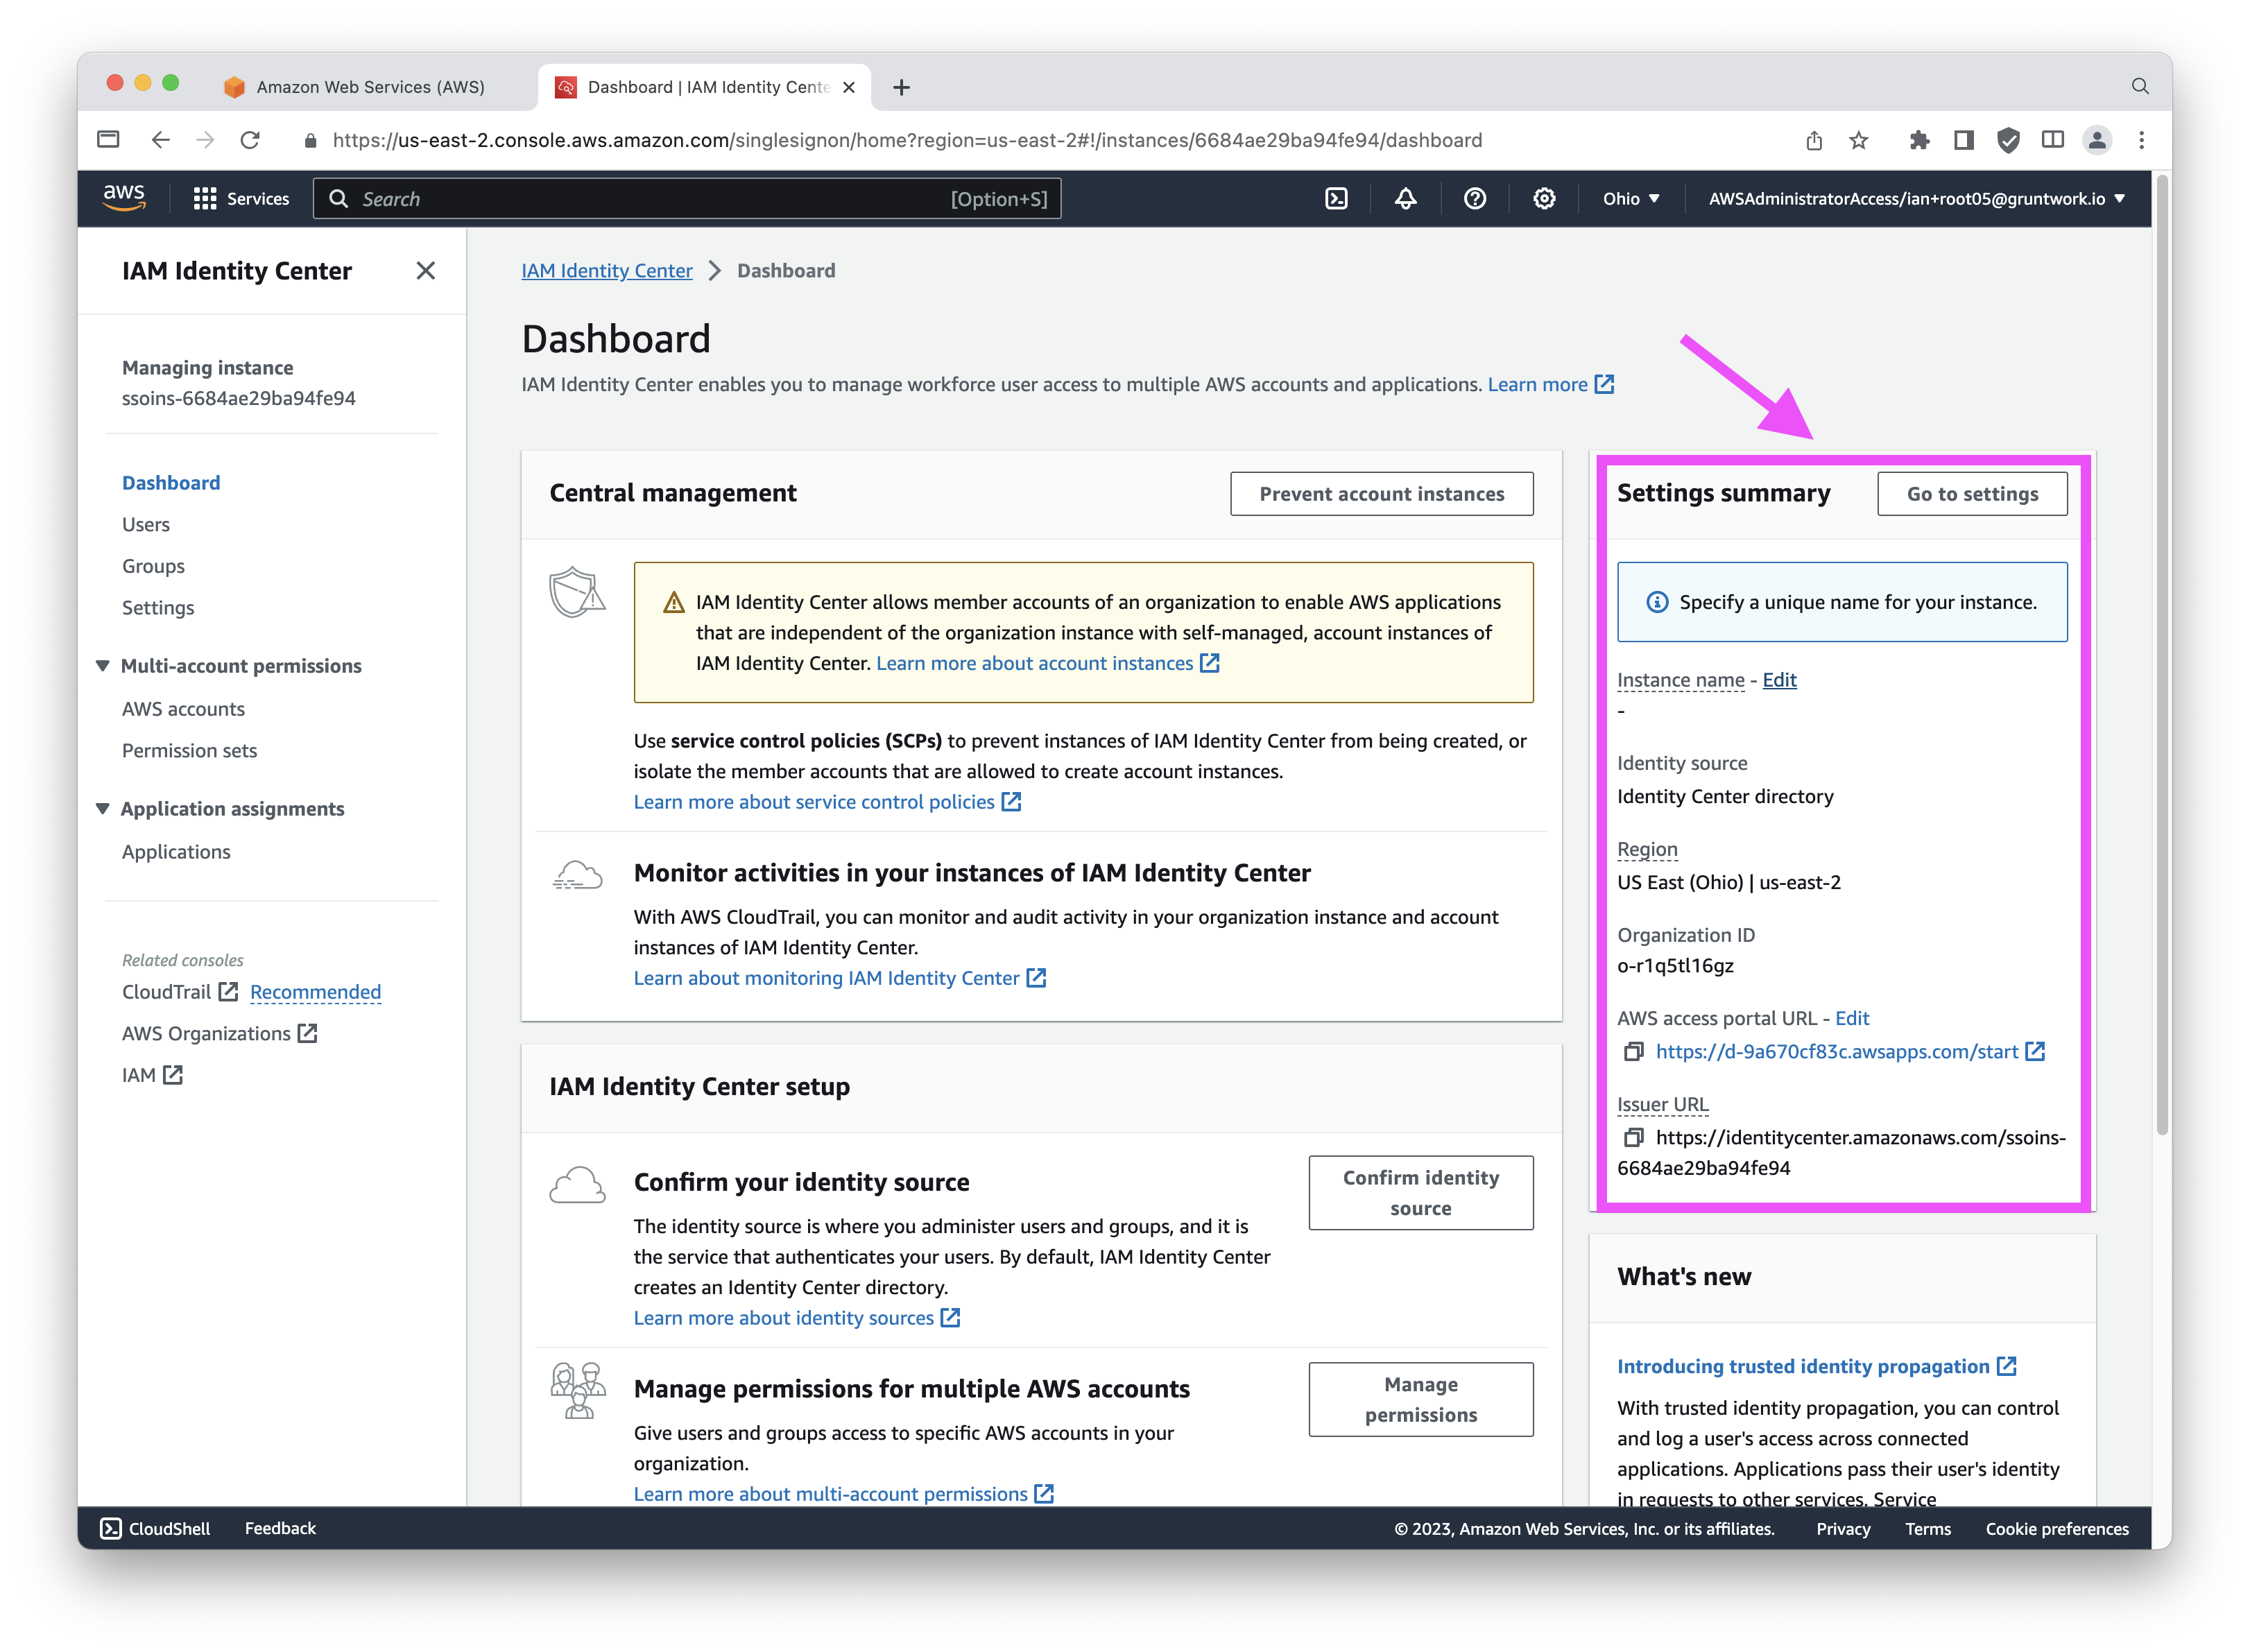 Amazon Web Services (AWS)
Dashboard | IAM Identity Cente
https://us-east-2.console.aws.amazon.com/singlesignon/home?region=us-east-2#!/instances/6684ae29ba94fe94/dashboard
aws
Services
Search
[Option+S]
Ohio
AWSAdministratorAccess/ian+root05@gruntwork.io
IAM Identity Center
Managing instance
ssoins-6684ae29ba94fe94
Dashboard
Users
Groups
Settings
Multi-account permissions
AWS accounts
Permission sets
Application assignments
Applications
Related consoles
CloudTrail Recommended
AWS Organizations
IAM
IAM Identity Center > Dashboard
Dashboard
IAM Identity Center enables you to manage workforce user access to multiple AWS accounts and applications. Learn more
Central management
Prevent account instances
IAM Identity Center allows member accounts of an organization to enable AWS applications
that are independent of the organization instance with self-managed, account instances of
IAM Identity Center. Learn more about account instances
Use service control policies (SCPs) to prevent instances of IAM Identity Center from being created, or
isolate the member accounts that are allowed to create account instances.
Learn more about service control policies
Monitor activities in your instances of IAM Identity Center
With AWS CloudTrail, you can monitor and audit activity in your organization instance and account
instances of IAM Identity Center.
Learn about monitoring IAM Identity Center
IAM Identity Center setup
Confirm your identity source
The identity source is where you administer users and groups, and it is
the service that authenticates your users. By default, IAM Identity Center
creates an Identity Center directory.
Learn more about identity sources
Confirm identity
source
Manage permissions for multiple AWS accounts
Give users and groups access to specific AWS accounts in your
organization.
Learn more about multi-account permissions
Manage
permissions
Settings summary
Go to settings
Specify a unique name for your instance.
Instance name - Edit
-
Identity source
Identity Center directory
Region
US East (Ohio) | us-east-2
Organization ID
o-r1q5tl16gz
AWS access portal URL - Edit
https://d-9a670cf83c.awsapps.com/start
Issuer URL
https://identitycenter.amazonaws.com/ssoins-
6684ae29ba94fe94
What's new
Introducing trusted identity propagation
With trusted identity propagation, you can control
and log a user's access across connected
applications. Applications pass their user's identity
in requests to other services. Service
CloudShell
Feedback
© 2023, Amazon Web Services, Inc. or its affiliates.
Privacy
Terms
Cookie preferences